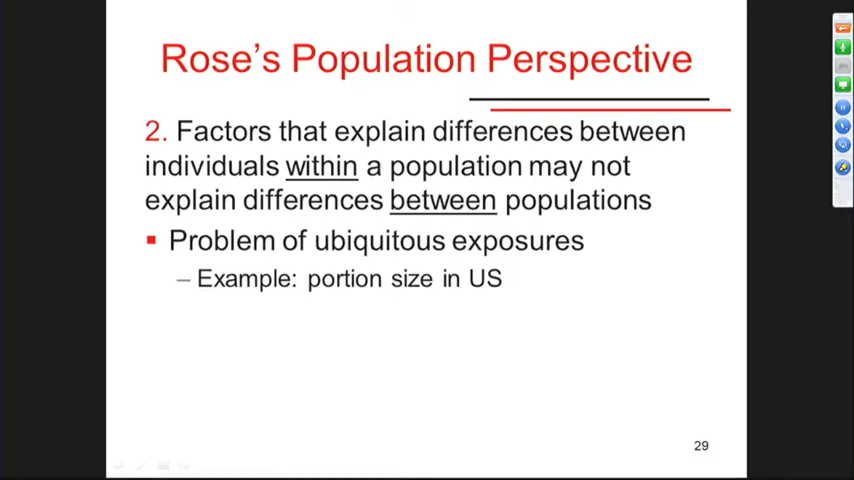 Rose's Population Perspective
2. Factors that explain differences between
individuals within a population may not
explain differences between populations
▪ Problem of ubiquitous exposures
– Example: portion size in US
29